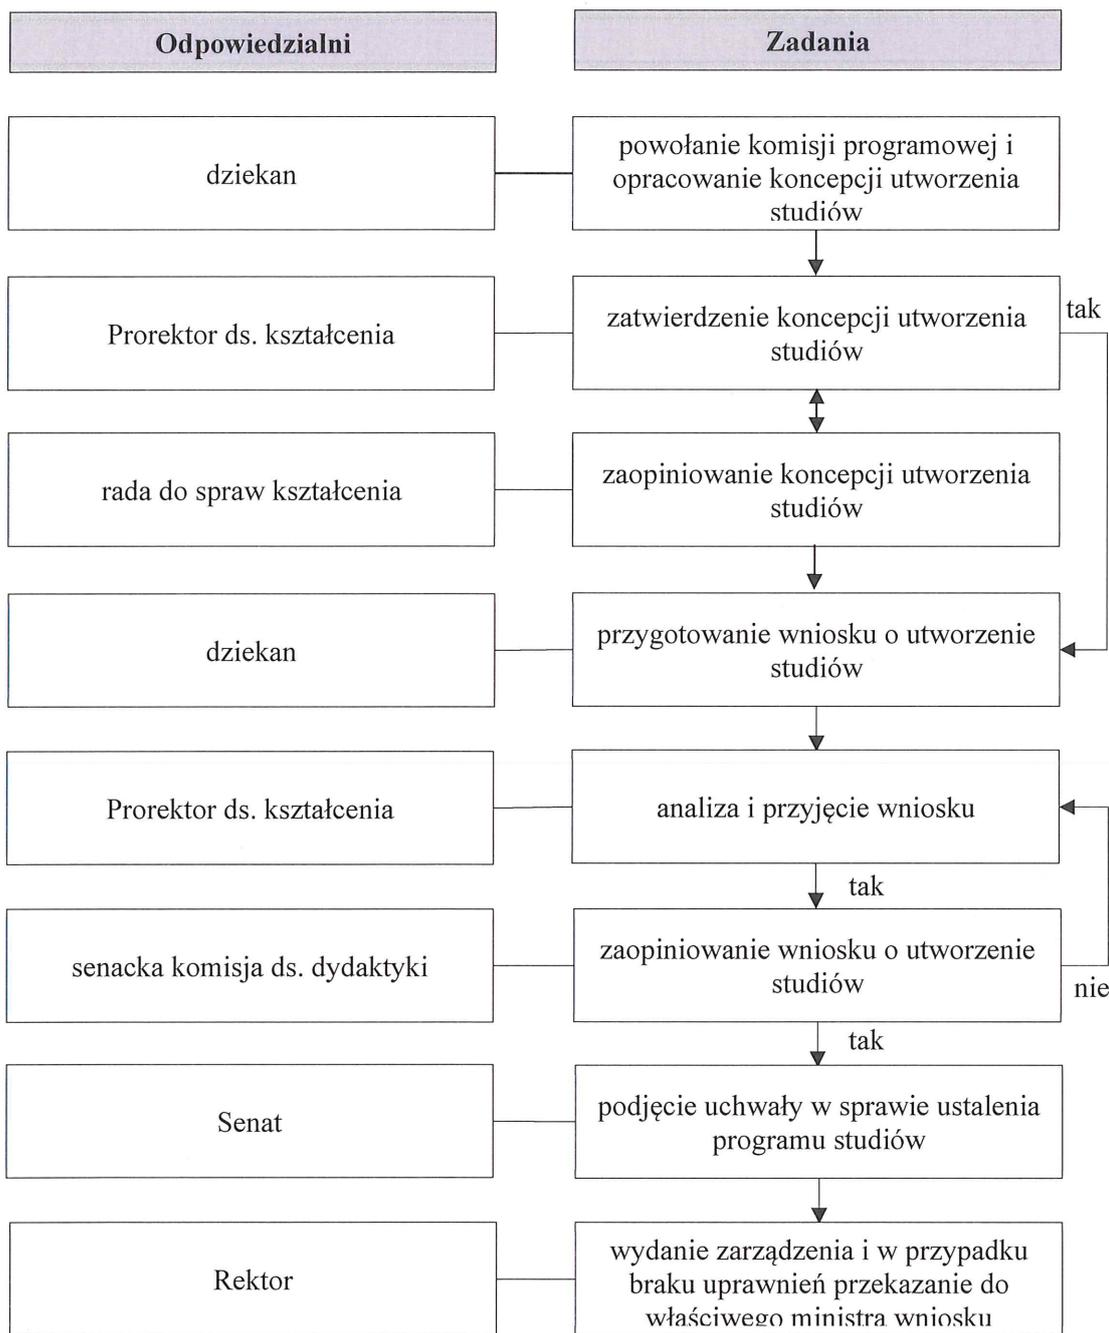 Odpowiedzialni
Zadania
dziekan
powołanie komisji programowej i
opracowanie koncepcji utworzenia
studiów
Prorektor ds. kształcenia
zatwierdzenie koncepcji utworzenia
studiów
tak
rada do spraw kształcenia
zaopiniowanie koncepcji utworzenia
studiów
dziekan
przygotowanie wniosku o utworzenie
studiów
Prorektor ds. kształcenia
analiza i przyjęcie wniosku
tak
senacka komisja ds. dydaktyki
zaopiniowanie wniosku o utworzenie
studiów
nie
tak
Senat
podjęcie uchwały w sprawie ustalenia
programu studiów
Rektor
wydanie zarządzenia i w przypadku
braku uprawnień przekazanie do
właściwego ministra wniosku